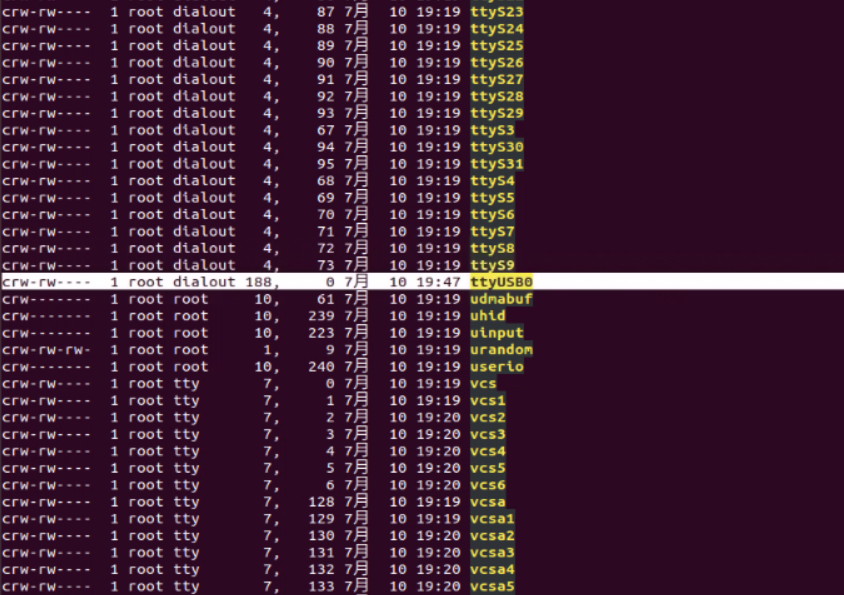 crw-rw---- 1 root dialout 4, 87 7月 10 19:19 ttyS23
crw-rw---- 1 root dialout 4, 88 7月 10 19:19 ttyS24
crw-rw---- 1 root dialout 4, 89 7月 10 19:19 ttyS25
crw-rw---- 1 root dialout 4, 90 7月 10 19:19 ttyS26
crw-rw---- 1 root dialout 4, 91 7月 10 19:19 ttyS27
crw-rw---- 1 root dialout 4, 92 7月 10 19:19 ttyS28
crw-rw---- 1 root dialout 4, 93 7月 10 19:19 ttyS29
crw-rw---- 1 root dialout 4, 67 7月 10 19:19 ttyS3
crw-rw---- 1 root dialout 4, 94 7月 10 19:19 ttyS30
crw-rw---- 1 root dialout 4, 95 7月 10 19:19 ttyS31
crw-rw---- 1 root dialout 4, 68 7月 10 19:19 ttyS4
crw-rw---- 1 root dialout 4, 69 7月 10 19:19 ttyS5
crw-rw---- 1 root dialout 4, 70 7月 10 19:19 ttyS6
crw-rw---- 1 root dialout 4, 71 7月 10 19:19 ttyS7
crw-rw---- 1 root dialout 4, 72 7月 10 19:19 ttyS8
crw-rw---- 1 root dialout 4, 73 7月 10 19:19 ttyS9
crw-rw---- 1 root dialout 188, 0 7月 10 19:47 ttyUSB0
crw------- 1 root root 10, 61 7月 10 19:19 udmabuf
crw------- 1 root root 10, 239 7月 10 19:19 uhid
crw------- 1 root root 10, 223 7月 10 19:19 uinput
crw-rw-rw- 1 root root 1, 9 7月 10 19:19 urandom
crw------- 1 root root 10, 240 7月 10 19:19 userio
crw-rw---- 1 root tty 7, 0 7月 10 19:19 vcs
crw-rw---- 1 root tty 7, 1 7月 10 19:19 vcs1
crw-rw---- 1 root tty 7, 2 7月 10 19:20 vcs2
crw-rw---- 1 root tty 7, 3 7月 10 19:20 vcs3
crw-rw---- 1 root tty 7, 4 7月 10 19:20 vcs4
crw-rw---- 1 root tty 7, 5 7月 10 19:20 vcs5
crw-rw---- 1 root tty 7, 6 7月 10 19:20 vcs6
crw-rw---- 1 root tty 7, 128 7月 10 19:19 vcsa
crw-rw---- 1 root tty 7, 129 7月 10 19:19 vcsa1
crw-rw---- 1 root tty 7, 130 7月 10 19:20 vcsa2
crw-rw---- 1 root tty 7, 131 7月 10 19:20 vcsa3
crw-rw---- 1 root tty 7, 132 7月 10 19:20 vcsa4
crw-rw---- 1 root tty 7, 133 7月 10 19:20 vcsa5